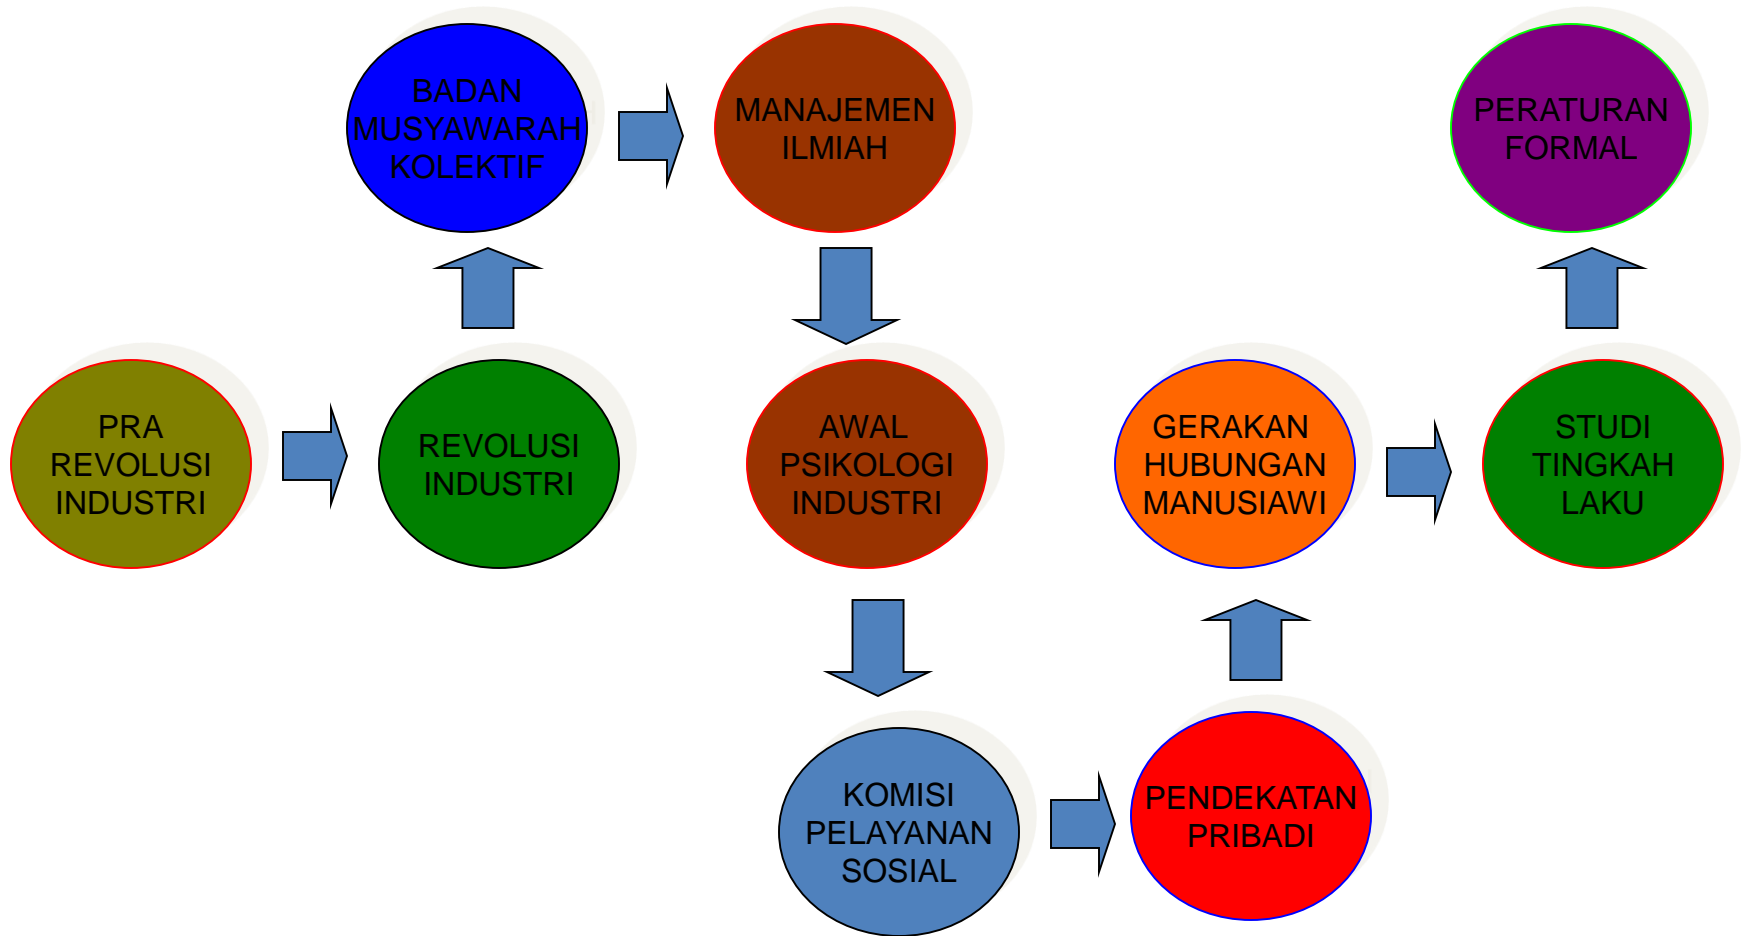 PRA
REVOLUSI
INDUSTRI
REVOLUSI
INDUSTRI
BADAN
MUSYAWARAH
KOLEKTIF
MANAJEMEN
ILMIAH
AWAL
PSIKOLOGI
INDUSTRI
KOMISI
PELAYANAN
SOSIAL
PENDEKATAN
PRIBADI
GERAKAN
HUBUNGAN
MANUSIAWI
STUDI
TINGKAH
LAKU
PERATURAN
FORMAL